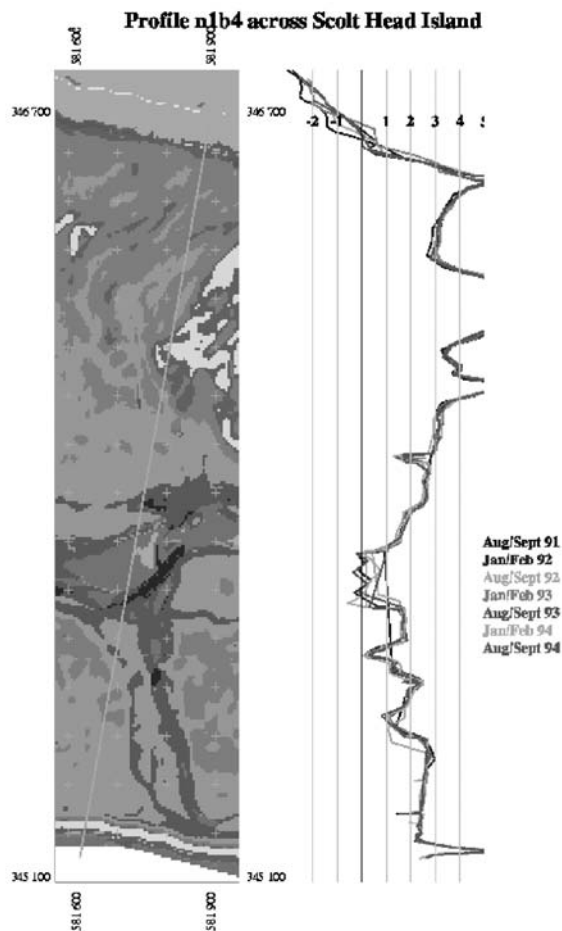 Profile n1b4 across Scolt Head Island
581 600
581 900
346 700
346 700
-2 -1 1 2 3 4
Aug/Sept 91
Jan/Feb 92
Aug/Sept 92
Jan/Feb 93
Aug/Sept 93
Jan/Feb 94
Aug/Sept 94
345 100
345 100
581 600
581 900